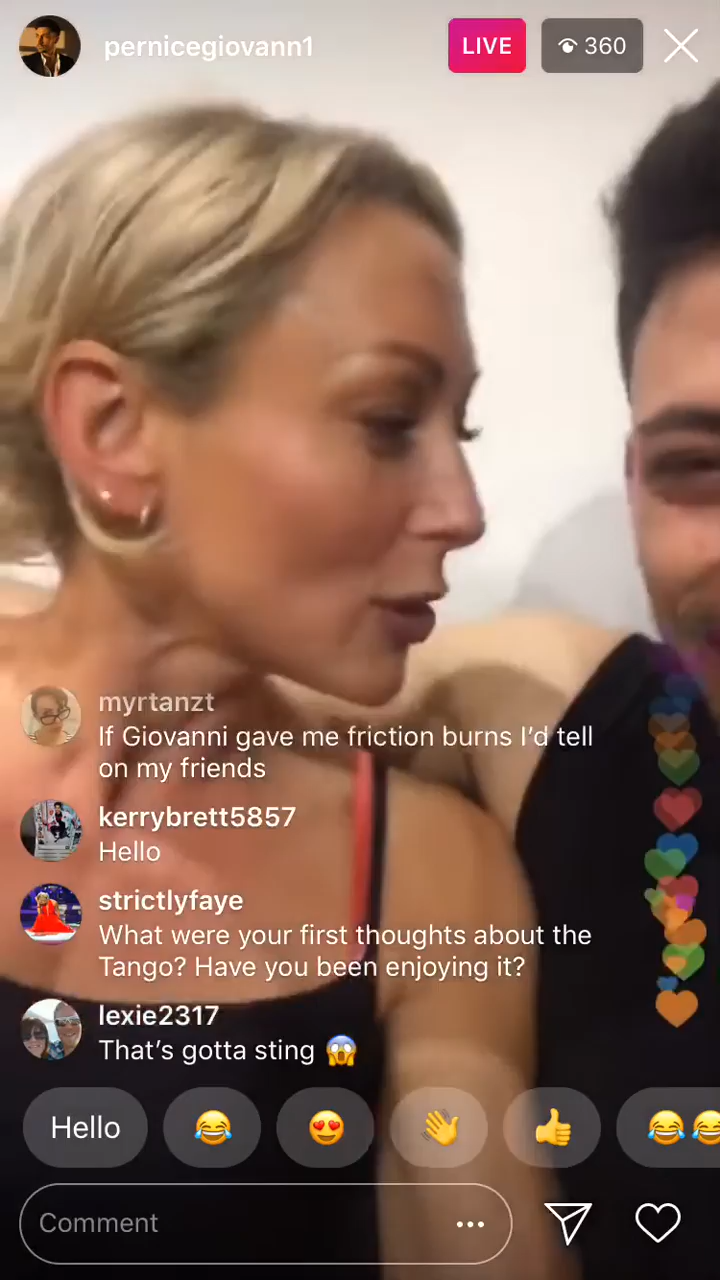 pernicegiovann1
LIVE
360
myrtanzt
If Giovanni gave me friction burns I'd tell
on my friends
kerrybrett5857
Hello
strictlyfaye
What were your first thoughts about the
Tango? Have you been enjoying it?
lexie2317
That's gotta sting 😱
Hello 😂 😍 👋 👍 😂😂
Comment